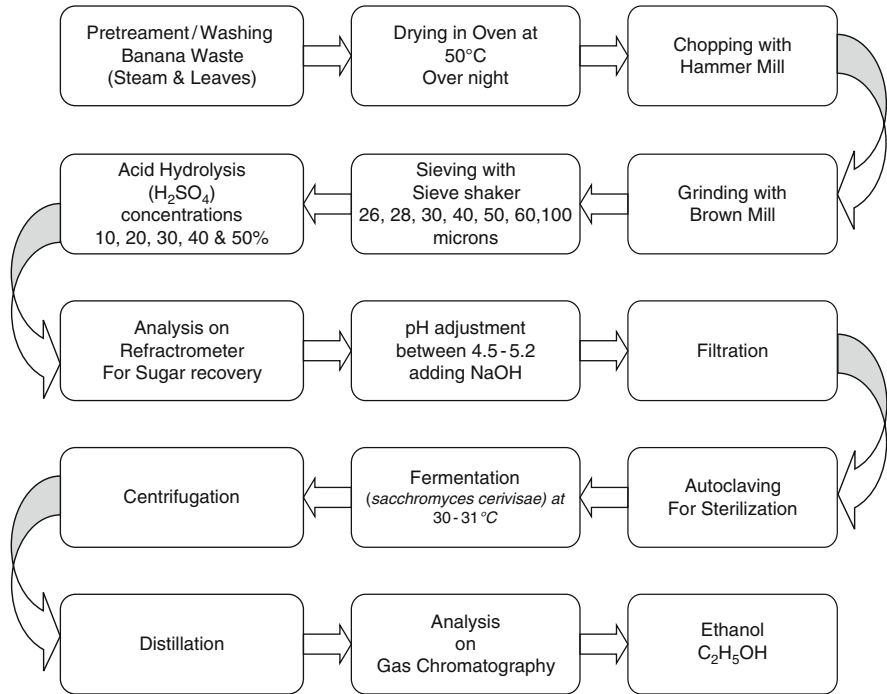 Pretreament/Washing
Banana Waste
(Steam & Leaves)
Drying in Oven at
50°C
Over night
Chopping with
Hammer Mill
Grinding with
Brown Mill
Sieving with
Sieve shaker
26, 28, 30, 40, 50, 60,100
microns
Acid Hydrolysis
(H₂SO₄)
concentrations
10, 20, 30, 40 & 50%
Analysis on
Refractrometer
For Sugar recovery
pH adjustment
between 4.5-5.2
adding NaOH
Filtration
Autoclaving
For Sterilization
Fermentation
(sacchromyces cerivisae) at
30-31°C
Centrifugation
Distillation
Analysis
on
Gas Chromatography
Ethanol
C₂H₅OH